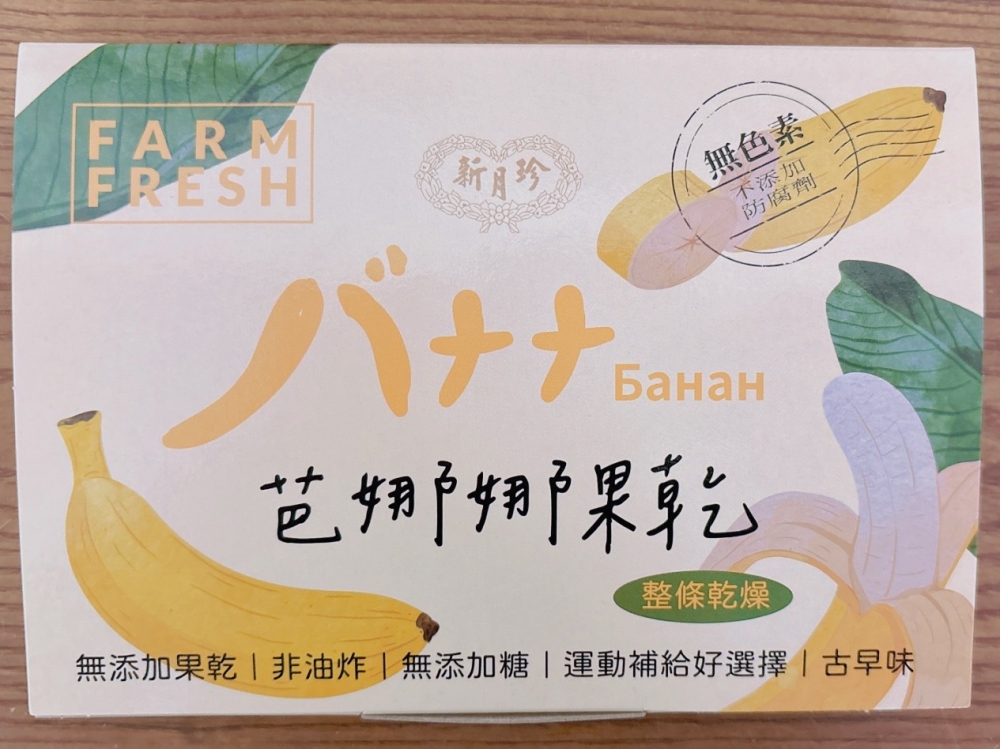 FARM
FRESH
新月珍
無色素
不添加
防腐劑
バナナ
Банан
芭娜娜果乾
整條乾燥
無添加果乾 | 非油炸 | 無添加糖 | 運動補給好選擇 | 古早味